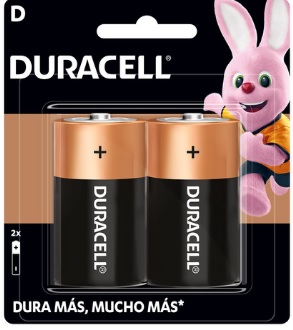 D
DURACELL®
+
+
DURACELL®
DURACELL®
2x
+
-
DURA MÁS, MUCHO MÁS*